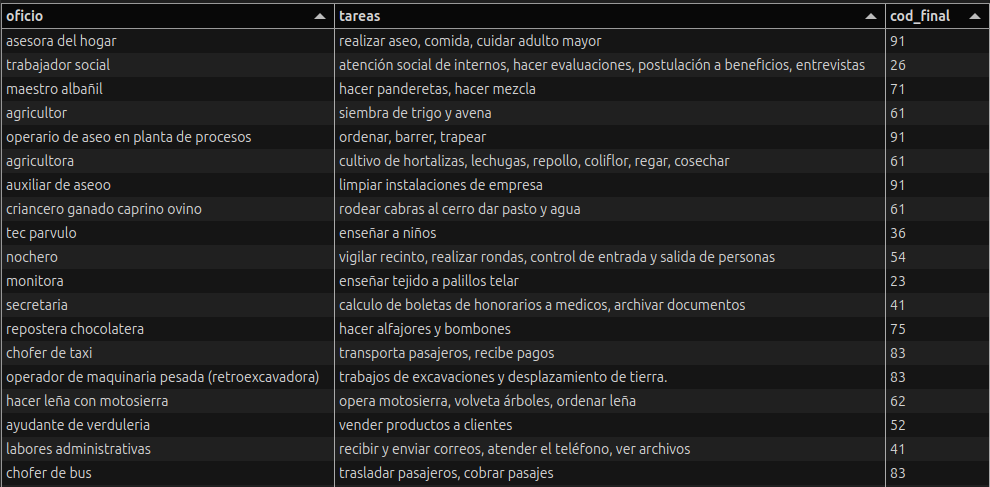 oficio tareas cod_final
asesora del hogar realizar aseo, comida, cuidar adulto mayor 91
trabajador social atención social de internos, hacer evaluaciones, postulación a beneficios, entrevistas 26
maestro albañil hacer panderetas, hacer mezcla 71
agricultor siembra de trigo y avena 61
operario de aseo en planta de procesos ordenar, barrer, trapear 91
agricultora cultivo de hortalizas, lechugas, repollo, coliflor, regar, cosechar 61
auxiliar de aseoo limpiar instalaciones de empresa 91
criancero ganado caprino ovino rodear cabras al cerro dar pasto y agua 61
tec parvulo enseñar a niños 36
nochero vigilar recinto, realizar rondas, control de entrada y salida de personas 54
monitora enseñar tejido a palillos telar 23
secretaria calculo de boletas de honorarios a medicos, archivar documentos 41
repostera chocolatera hacer alfajores y bombones 75
chofer de taxi transporta pasajeros, recibe pagos 83
operador de maquinaria pesada (retroexcavadora) trabajos de excavaciones y desplazamiento de tierra. 83
hacer leña con motosierra opera motosierra, volveta árboles, ordenar leña 62
ayudante de verduleria vender productos a clientes 52
labores administrativas recibir y enviar correos, atender el teléfono, ver archivos 41
chofer de bus trasladar pasajeros, cobrar pasajes 83